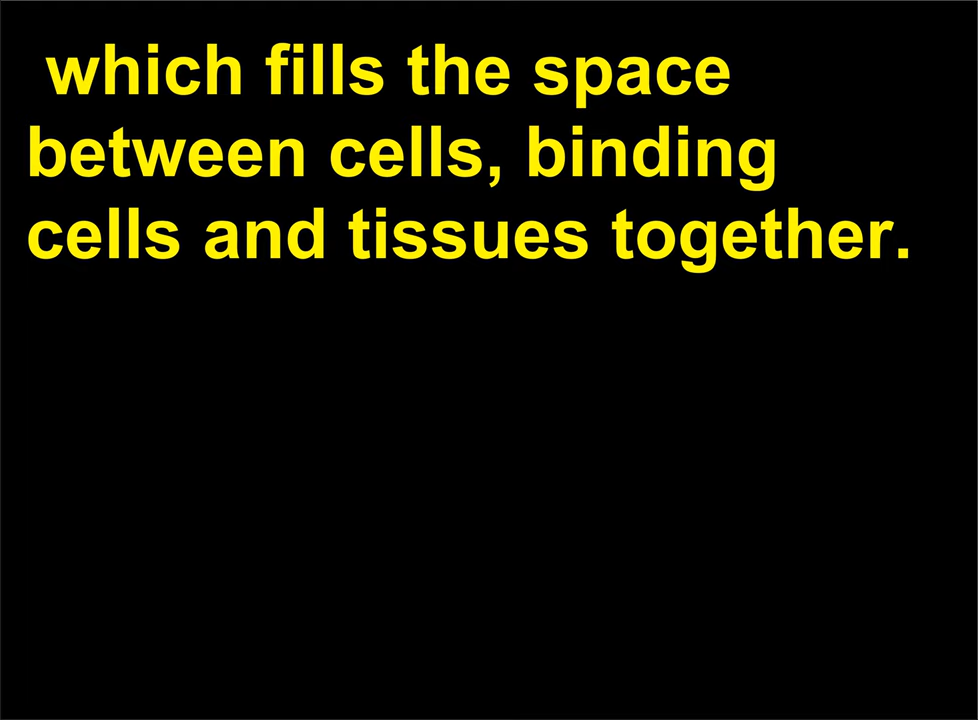 which fills the space
between cells, binding
cells and tissues together.